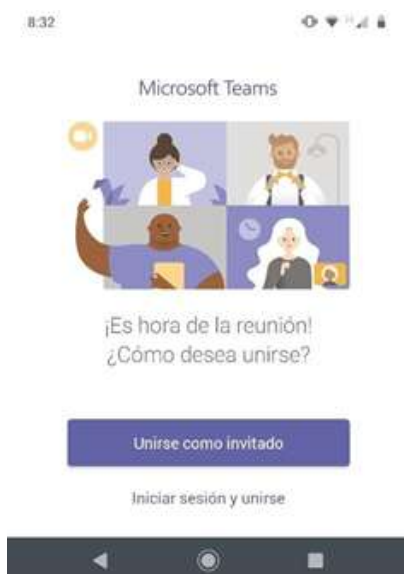 8:32
Microsoft Teams
¡Es hora de la reunión!
¿Cómo desea unirse?
Unirse como invitado
Iniciar sesión y unirse